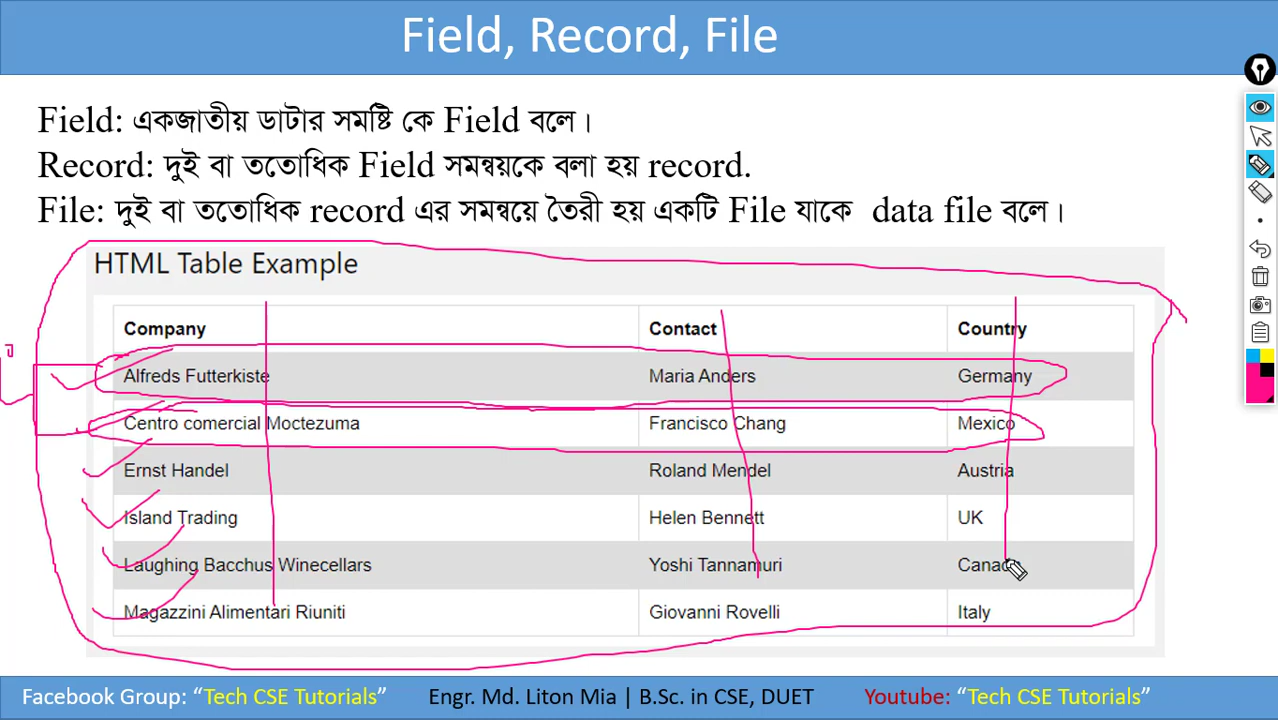 Field, Record, File
Field: একজাতীয় ডাটার সমষ্টি কে Field বলে।
Record: দুই বা ততোধিক Field সমন্বয়কে বলা হয় record.
File: দুই বা ততোধিক record এর সমন্বয়ে তৈরী হয় একটি File যাকে data file বলে।
HTML Table Example
Company Contact Country
Alfreds Futterkiste Maria Anders Germany
Centro comercial Moctezuma Francisco Chang Mexico
Ernst Handel Roland Mendel Austria
Island Trading Helen Bennett UK
Laughing Bacchus Winecellars Yoshi Tannamuri Canada
Magazzini Alimentari Riuniti Giovanni Rovelli Italy
Facebook Group: “Tech CSE Tutorials” Engr. Md. Liton Mia | B.Sc. in CSE, DUET Youtube: “Tech CSE Tutorials”